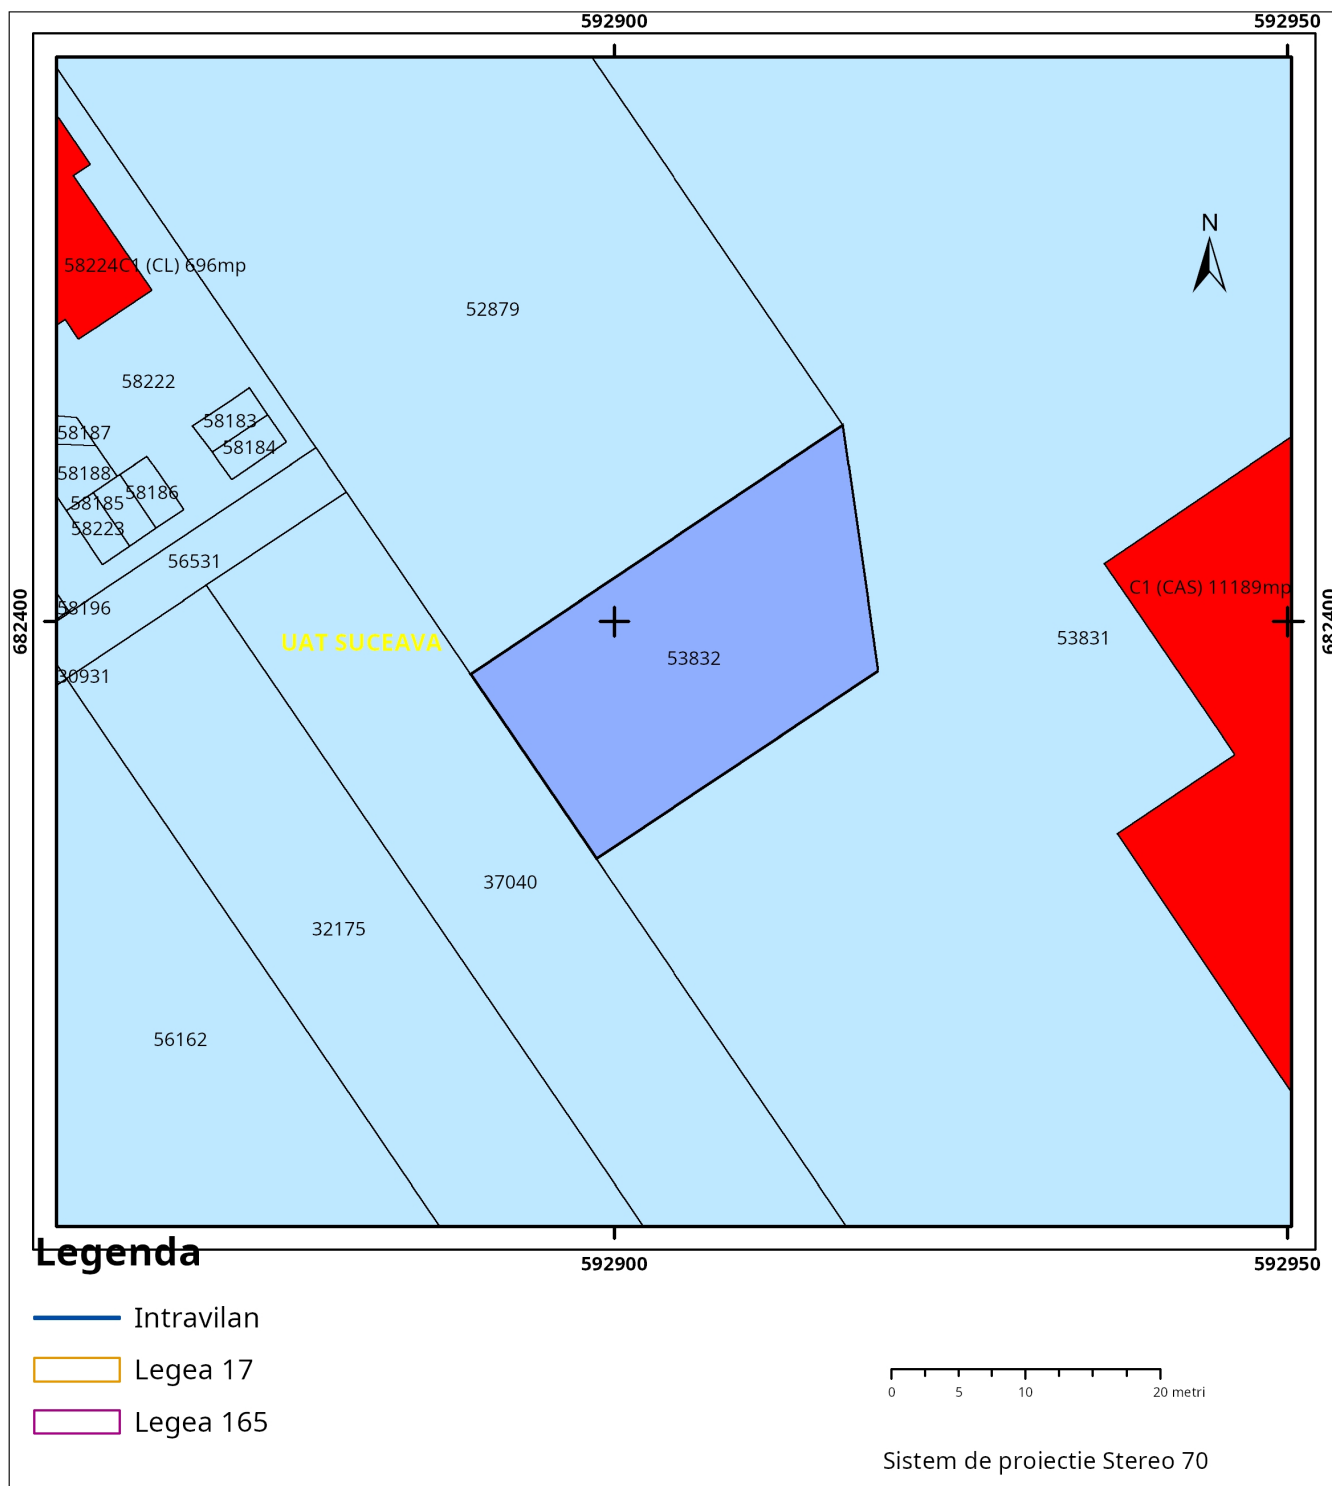 592900
592950
N
58224C1 (CL) 696mp
52879
58222
58183
58187
58184
58188
58186
58185
58223
56531
C1 (CAS) 11189mp
682400
58196
682400
UAT SUCEAVA
53831
53832
30931
37040
32175
56162
592900
592950
Legenda
Intravilan
Legea 17
Legea 165
0 5 10 20 metri
Sistem de proiectie Stereo 70